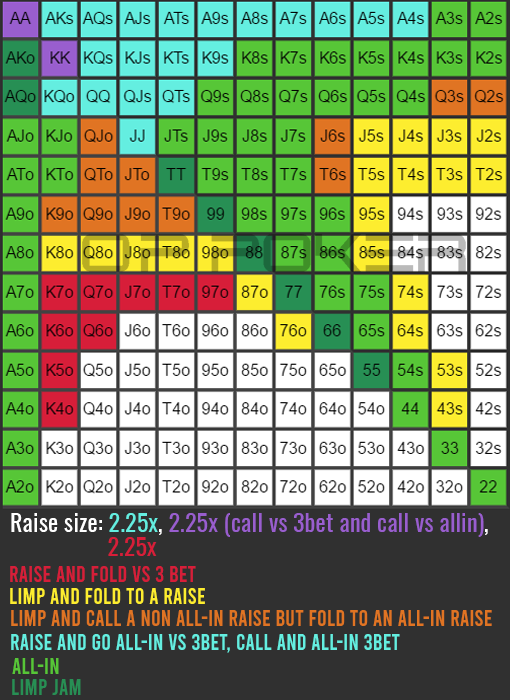 AA AKs AQs AJs ATs A9s A8s A7s A6s A5s A4s A3s A2s
AKo KK KQs KJs KTs K9s K8s K7s K6s K5s K4s K3s K2s
AQo KQo QQ QJs QTs Q9s Q8s Q7s Q6s Q5s Q4s Q3s Q2s
AJo KJo QJo JJ JTs J9s J8s J7s J6s J5s J4s J3s J2s
ATo KTo QTo JTo TT T9s T8s T7s T6s T5s T4s T3s T2s
A9o K9o Q9o J9o T9o 99 98s 97s 96s 95s 94s 93s 92s
A8o K8o Q8o J8o T8o 98o 88 87s 86s 85s 84s 83s 82s
OP POKER
A7o K7o Q7o J7o T7o 97o 87o 77 76s 75s 74s 73s 72s
A6o K6o Q6o J6o T6o 96o 86o 76o 66 65s 64s 63s 62s
A5o K5o Q5o J5o T5o 95o 85o 75o 65o 55 54s 53s 52s
A4o K4o Q4o J4o T4o 94o 84o 74o 64o 54o 44 43s 42s
A3o K3o Q3o J3o T3o 93o 83o 73o 63o 53o 43o 33 32s
A2o K2o Q2o J2o T2o 92o 82o 72o 62o 52o 42o 32o 22
Raise size: 2.25x, 2.25x (call vs 3bet and call vs allin),
2.25x
RAISE AND FOLD VS 3 BET
LIMP AND FOLD TO A RAISE
LIMP AND CALL A NON ALL-IN RAISE BUT FOLD TO AN ALL-IN RAISE
RAISE AND GO ALL-IN VS 3BET, CALL AND ALL-IN 3BET
ALL-IN
LIMP JAM